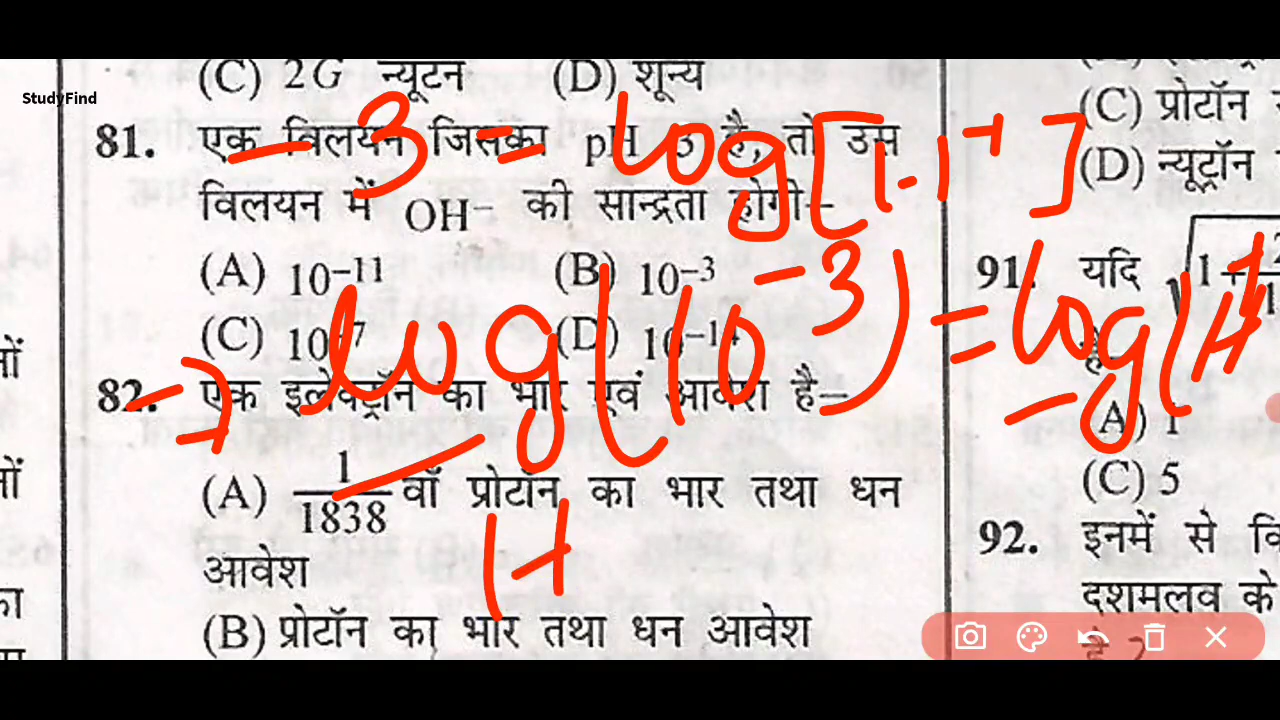 (C) 2G न्यूटन (D) शून्य
StudyFind
81. एक विलयन जिसका pH 3 है, तो उस
विलयन में OH– की सान्द्रता होगी–
(A) 10–11 (B) 10–3
(C) (D)
82. एक इलेक्ट्रॉन का भार एवं आवेश है–
(A) 1/1838 वाँ प्रोटॉन का भार तथा धन
आवेश
(B) प्रोटॉन का भार तथा धन आवेश
(C) प्रोटॉन
(D) न्यूट्रॉन
91. यदि
(A) 1
(C) 5
92. इनमें से
दशमलव के
– 3 = log [H+]
log (10–3) = log (H+
H